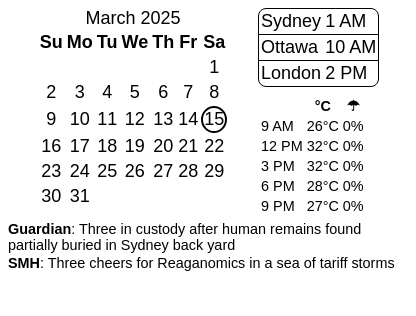 March 2025
Su Mo Tu We Th Fr Sa
1
2 3 4 5 6 7 8
9 10 11 12 13 14 15
16 17 18 19 20 21 22
23 24 25 26 27 28 29
30 31
Sydney 1 AM
Ottawa 10 AM
London 2 PM
°C ☂
9 AM 26°C 0%
12 PM 32°C 0%
3 PM 32°C 0%
6 PM 28°C 0%
9 PM 27°C 0%
Guardian: Three in custody after human remains found
partially buried in Sydney back yard
SMH: Three cheers for Reaganomics in a sea of tariff storms